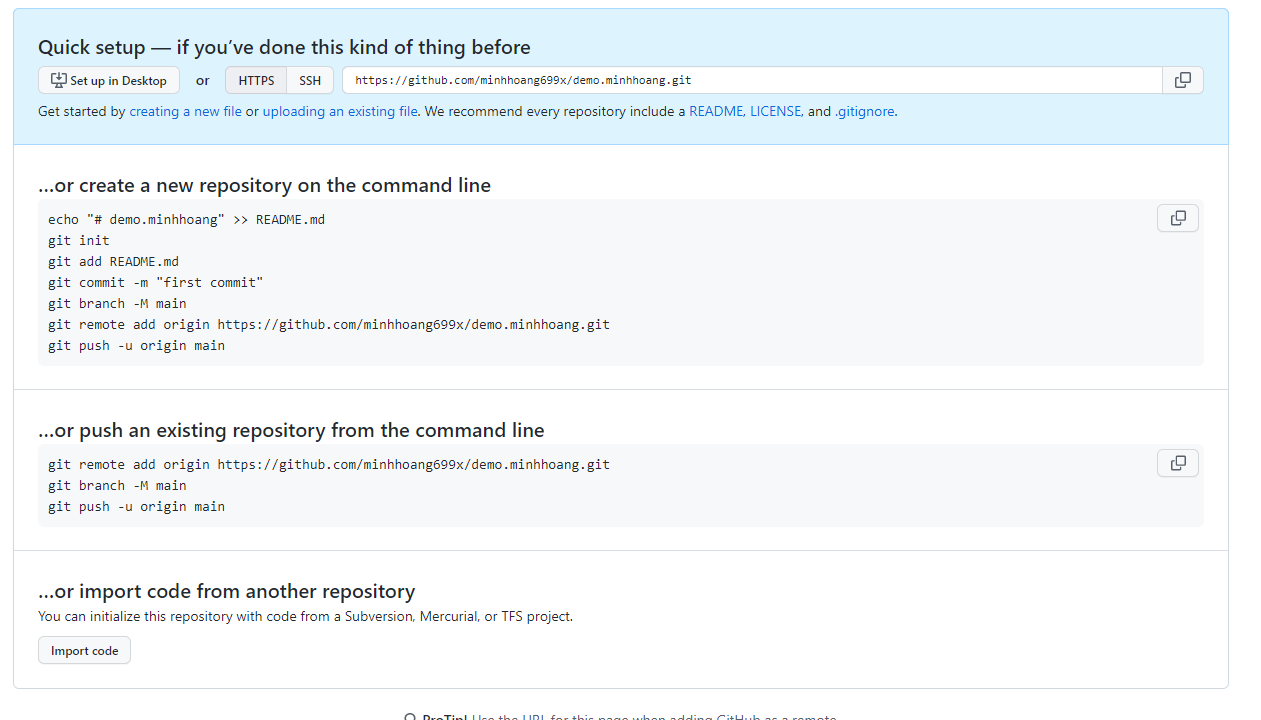 Quick setup — if you’ve done this kind of thing before
Set up in Desktop or HTTPS SSH https://github.com/minhhoang699x/demo.minhhoang.git
Get started by creating a new file or uploading an existing file. We recommend every repository include a README, LICENSE, and .gitignore.
…or create a new repository on the command line
echo "# demo.minhhoang" >> README.md
git init
git add README.md
git commit -m "first commit"
git branch -M main
git remote add origin https://github.com/minhhoang699x/demo.minhhoang.git
git push -u origin main
…or push an existing repository from the command line
git remote add origin https://github.com/minhhoang699x/demo.minhhoang.git
git branch -M main
git push -u origin main
…or import code from another repository
You can initialize this repository with code from a Subversion, Mercurial, or TFS project.
Import code
ProTip! Use the URL for this page when adding GitHub as a remote.